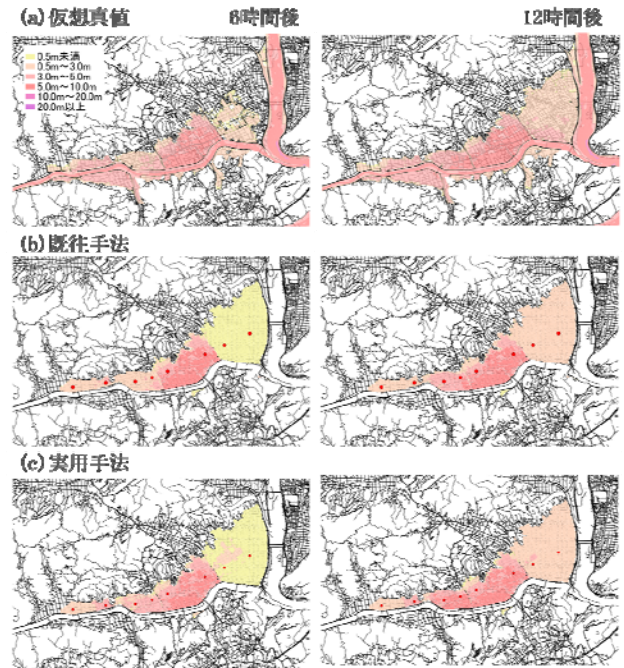 (a) 仮想真値 6時間後 12時間後
0.5m未満
0.5m～3.0m
3.0m～5.0m
5.0m～10.0m
10.0m～20.0m
20.0m以上
(b) 既往手法
(c) 実用手法